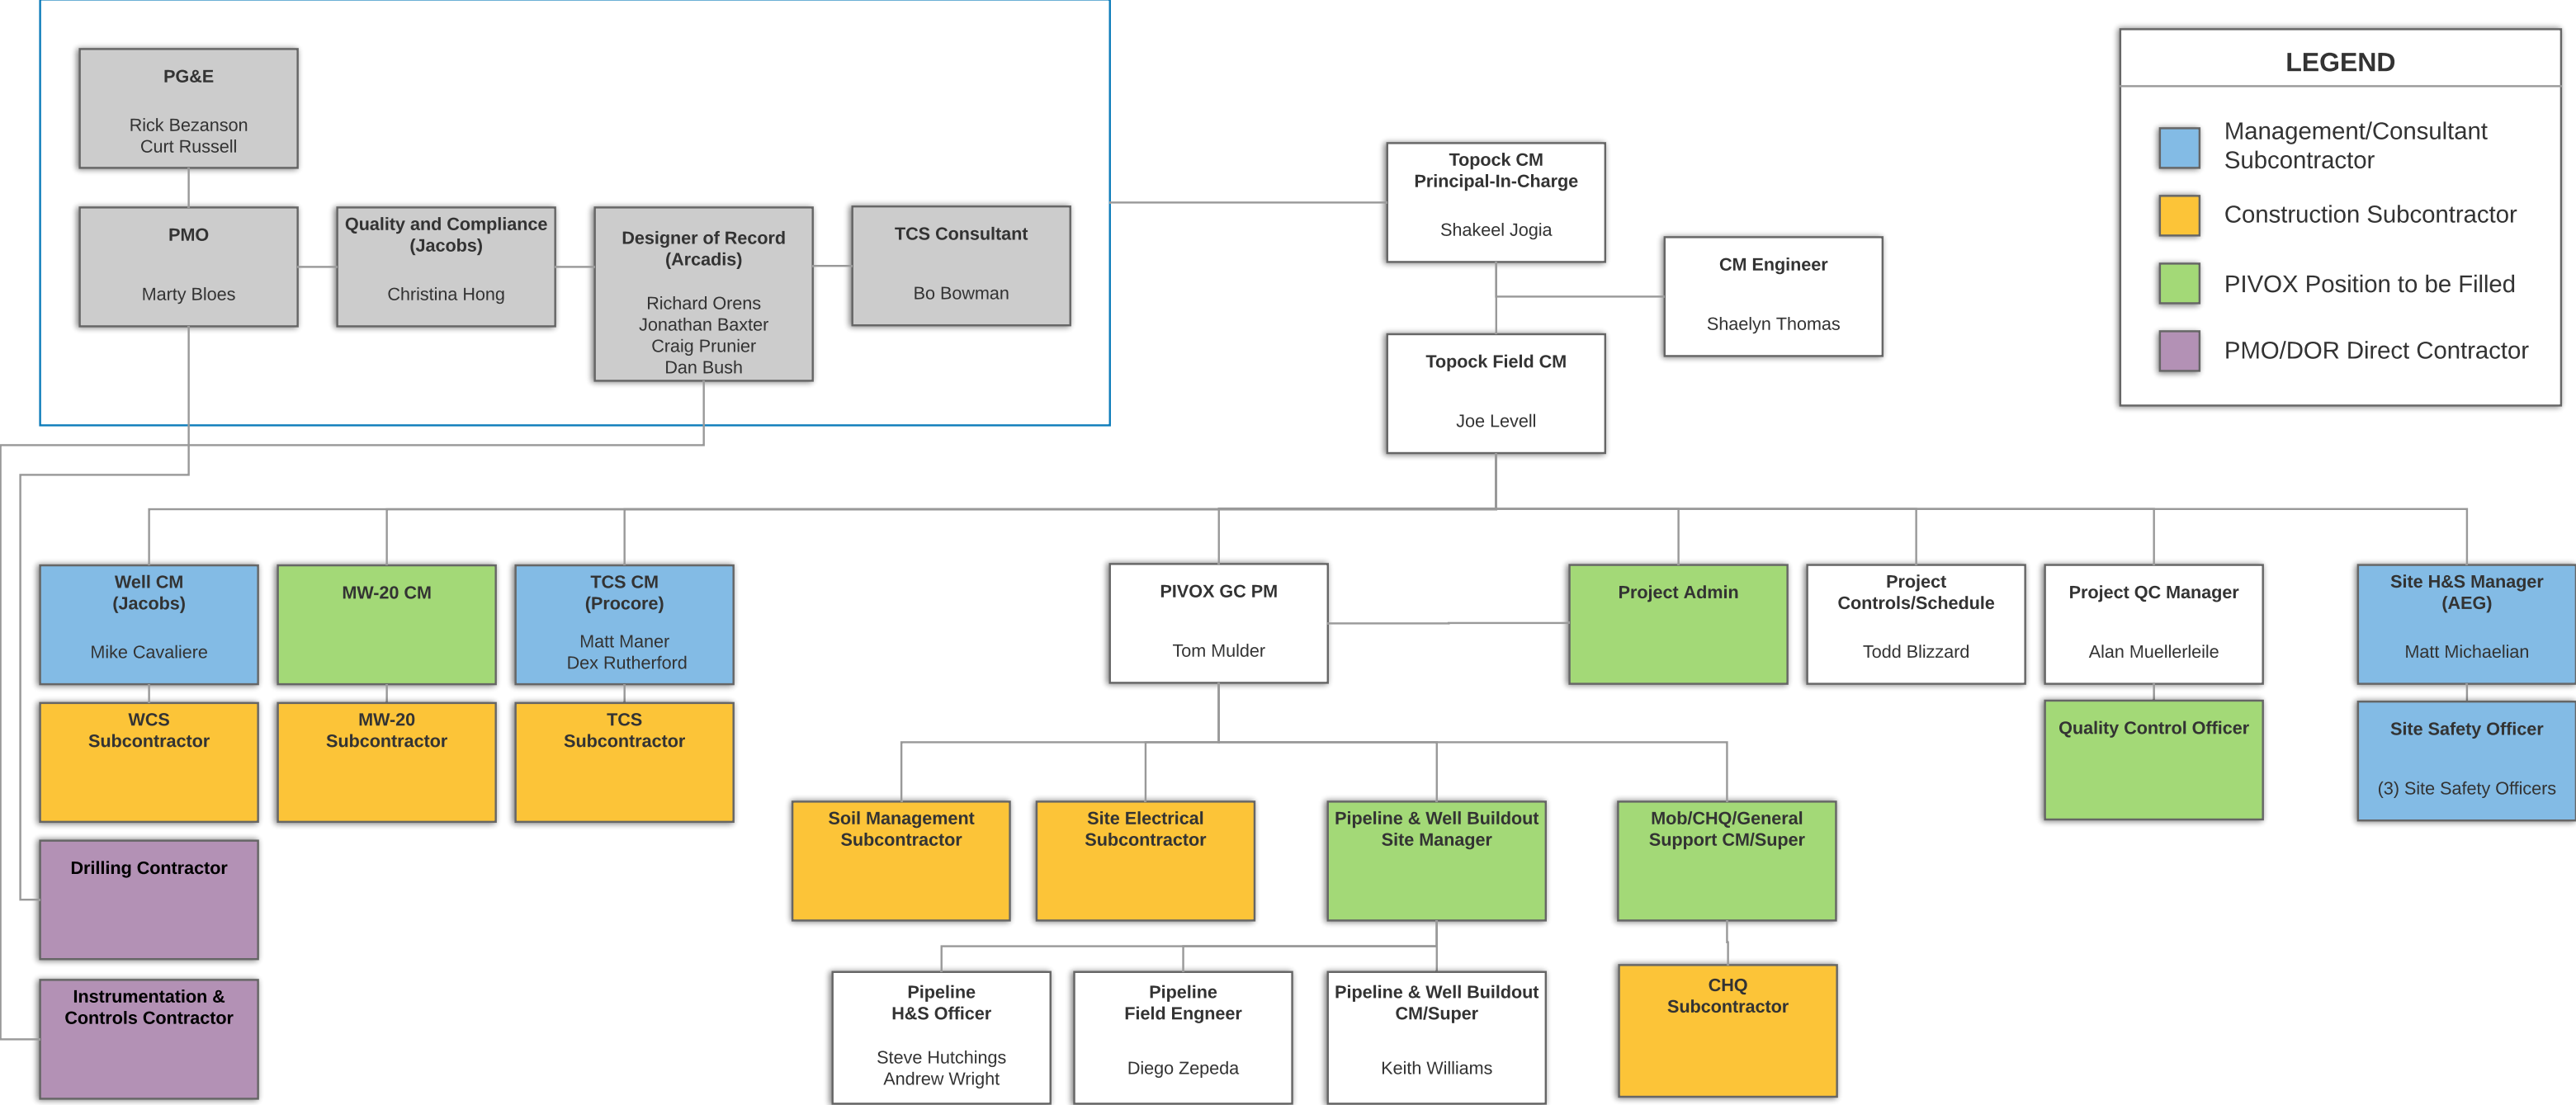 PG&E
Rick Bezanson
Curt Russell
PMO
Marty Bloes
Quality and Compliance
(Jacobs)
Christina Hong
Designer of Record
(Arcadis)
Richard Orens
Jonathan Baxter
Craig Prunier
Dan Bush
TCS Consultant
Bo Bowman
Topock CM
Principal-In-Charge
Shakeel Jogia
CM Engineer
Shaelyn Thomas
Topock Field CM
Joe Levell
LEGEND
Management/Consultant
Subcontractor
Construction Subcontractor
PIVOX Position to be Filled
PMO/DOR Direct Contractor
Well CM
(Jacobs)
Mike Cavaliere
MW-20 CM
TCS CM
(Procore)
Matt Maner
Dex Rutherford
PIVOX GC PM
Tom Mulder
Project Admin
Project
Controls/Schedule
Todd Blizzard
Project QC Manager
Alan Muellerleile
Site H&S Manager
(AEG)
Matt Michaelian
WCS
Subcontractor
MW-20
Subcontractor
TCS
Subcontractor
Quality Control Officer
Site Safety Officer
(3) Site Safety Officers
Soil Management
Subcontractor
Site Electrical
Subcontractor
Pipeline & Well Buildout
Site Manager
Mob/CHQ/General
Support CM/Super
Drilling Contractor
Instrumentation &
Controls Contractor
Pipeline
H&S Officer
Steve Hutchings
Andrew Wright
Pipeline
Field Engneer
Diego Zepeda
Pipeline & Well Buildout
CM/Super
Keith Williams
CHQ
Subcontractor